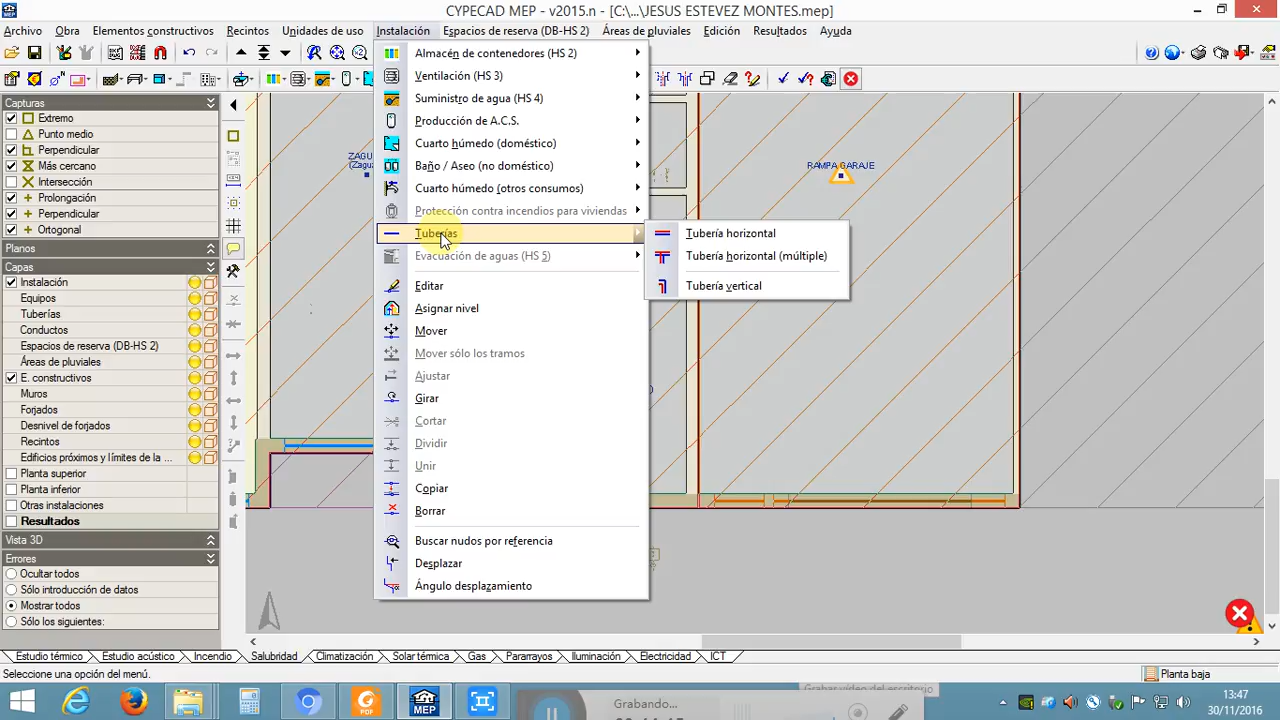 CYPECAD MEP - v2015.n - [C:\...\JESUS ESTEVEZ MONTES.mep]
Archivo Obra Elementos constructivos Recintos Unidades de uso Instalación Espacios de reserva (DB-HS 2) Áreas de pluviales Edición Resultados Ayuda
Capturas
Extremo
Punto medio
Perpendicular
Más cercano
Intersección
Prolongación
Perpendicular
Ortogonal
Planos
Capas
Instalación
Equipos
Tuberías
Conductos
Espacios de reserva (DB-HS 2)
Áreas de pluviales
E. constructivos
Muros
Forjados
Desnivel de forjados
Recintos
Edificios próximos y límites de la ...
Planta superior
Planta inferior
Otras instalaciones
Resultados
Vista 3D
Errores
Ocultar todos
Sólo introducción de datos
Mostrar todos
Sólo los siguientes:
Almacén de contenedores (HS 2)
Ventilación (HS 3)
Suministro de agua (HS 4)
Producción de A.C.S.
Cuarto húmedo (doméstico)
Baño / Aseo (no doméstico)
Cuarto húmedo (otros consumos)
Protección contra incendios para viviendas
Tuberías
Evacuación de aguas (HS 5)
Editar
Asignar nivel
Mover
Mover sólo los tramos
Ajustar
Girar
Cortar
Dividir
Unir
Copiar
Borrar
Buscar nudos por referencia
Desplazar
Ángulo desplazamiento
Tubería horizontal
Tubería horizontal (múltiple)
Tubería vertical
RAMPA GARAJE
Estudio térmico Estudio acústico Incendio Salubridad Climatización Solar térmica Gas Pararrayos Iluminación Electricidad ICT
Seleccione una opción del menú.
Planta baja
MEP
PDF
Grabando...
Grabar vídeo del escritorio
13:47
30/11/2016